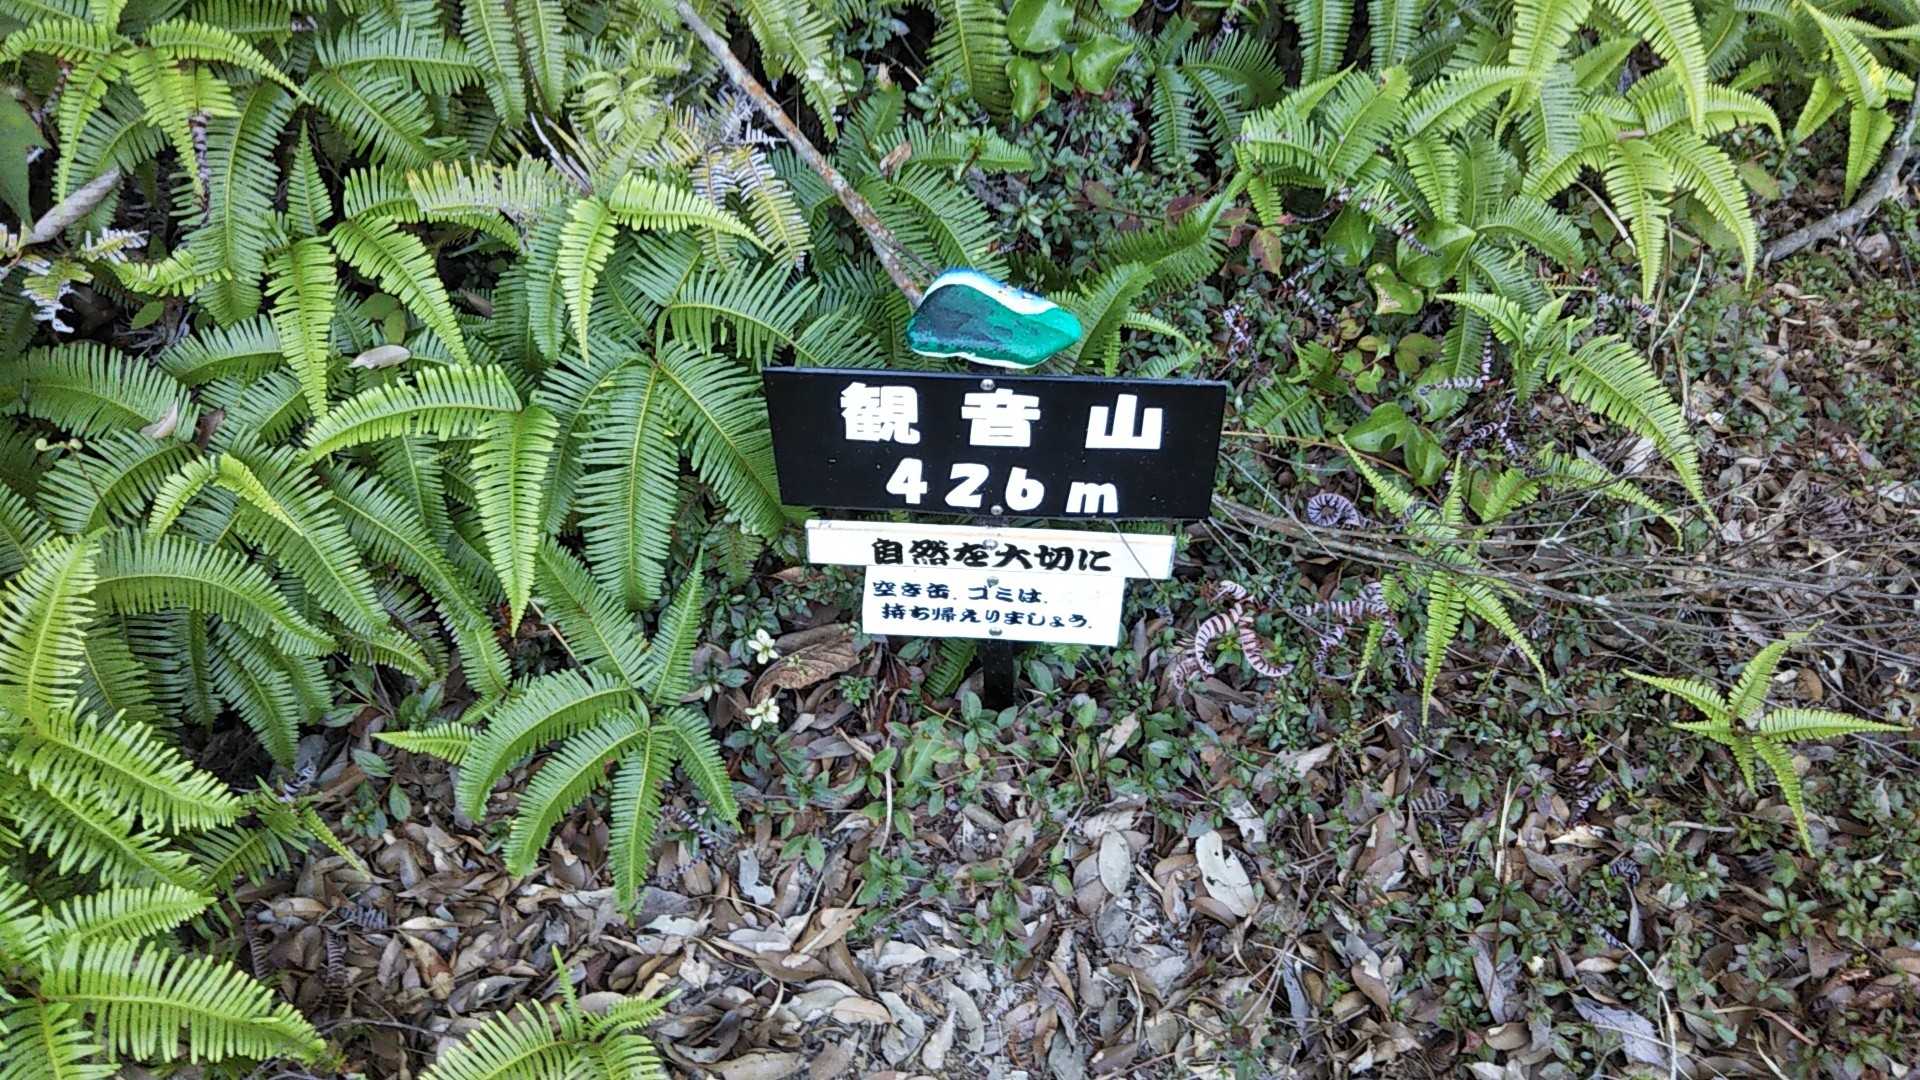 観音山
426m
自然を大切に
空き缶、ゴミは、
持ち帰えりましょう。